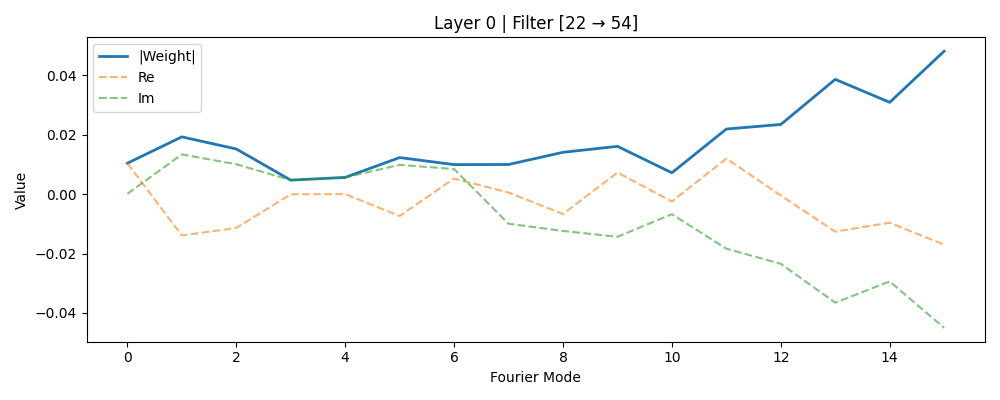 Layer 0 | Filter [22 → 54]
|Weight|
Re
Im
0.04
0.02
0.00
−0.02
−0.04
Value
0 2 4 6 8 10 12 14
Fourier Mode